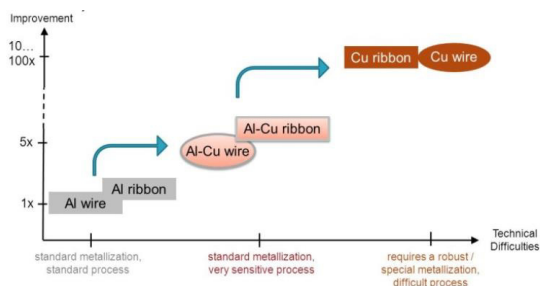 Improvement
10…
100x
Cu ribbon
Cu wire
Al-Cu ribbon
5x
Al-Cu wire
Al ribbon
1x
Al wire
Technical
Difficulties
standard metallization,
standard process
standard metallization,
very sensitive process
requires a robust /
special metallization,
difficult process